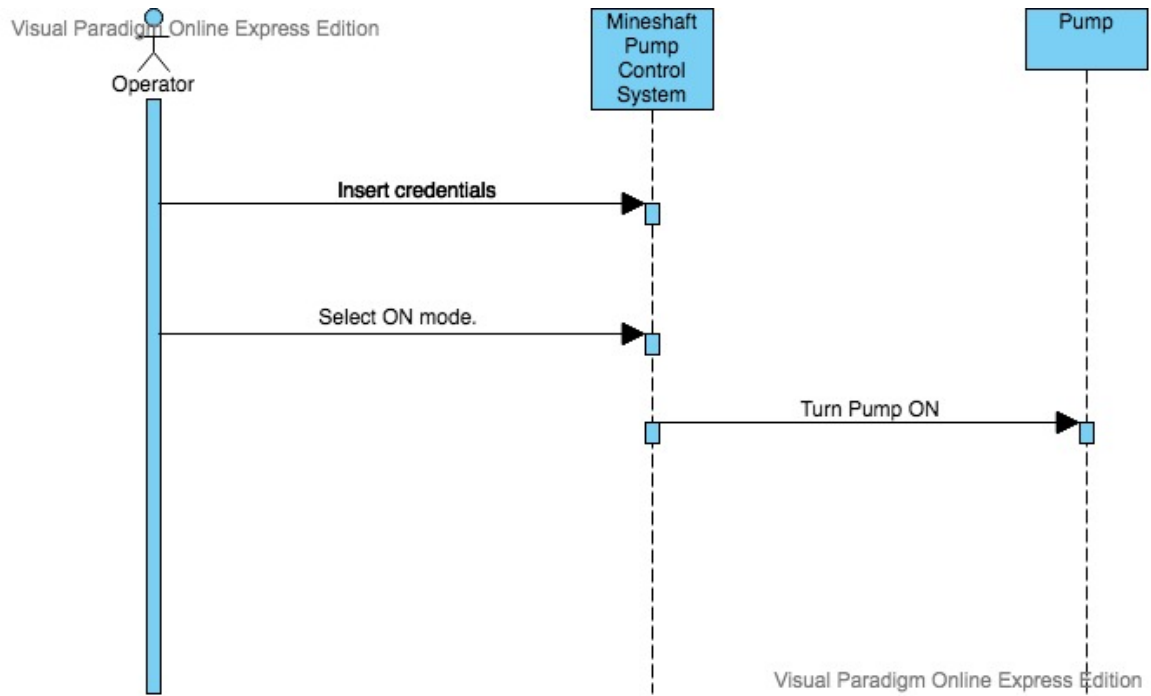 Visual Paradigm Online Express Edition
Operator
Mineshaft
Pump
Control
System
Pump
Insert credentials
Select ON mode.
Turn Pump ON
Visual Paradigm Online Express Edition